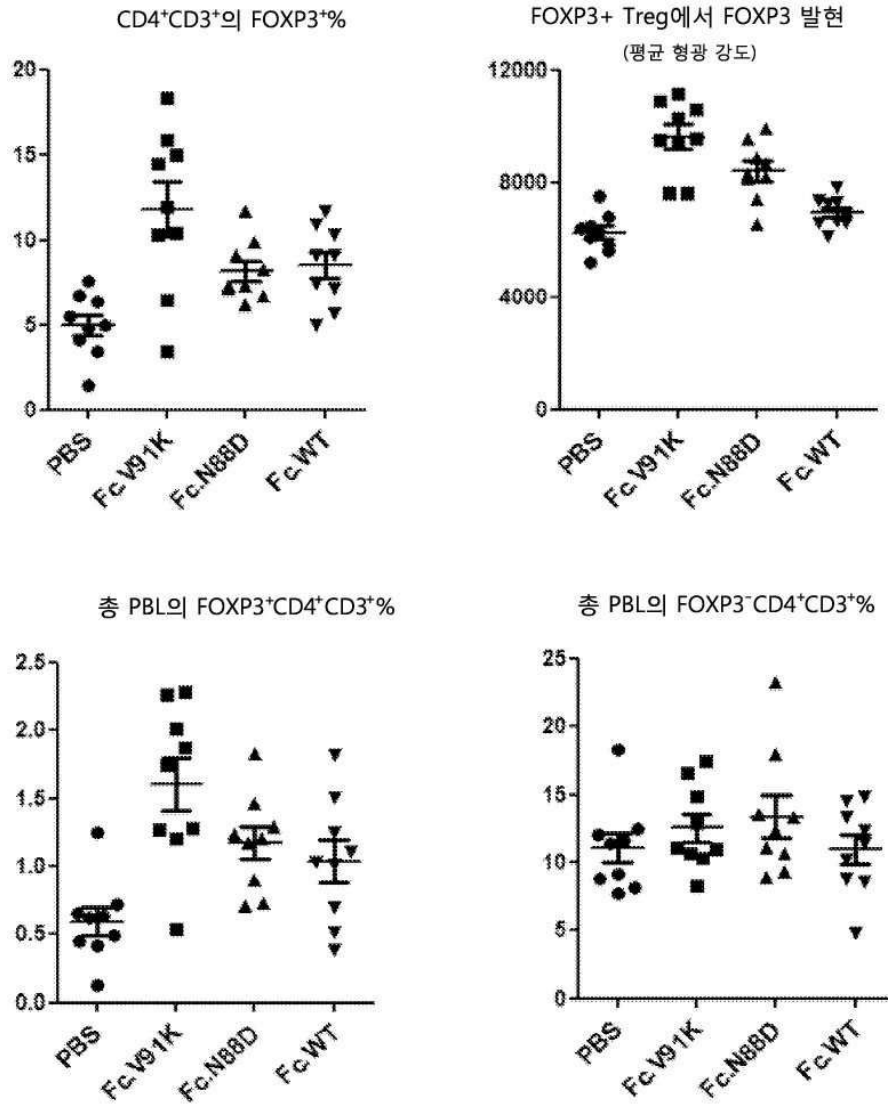 CD4⁺CD3⁺의 FOXP3⁺%
20
15
10
5
0
PBS
Fc.V91K
Fc.N88D
Fc.WT
FOXP3+ Treg에서 FOXP3 발현
(평균 형광 강도)
12000
8000
4000
0
PBS
Fc.V91K
Fc.N88D
Fc.WT
총 PBL의 FOXP3⁺CD4⁺CD3⁺%
2.5
2.0
1.5
1.0
0.5
0.0
PBS
Fc.V91K
Fc.N88D
Fc.WT
총 PBL의 FOXP3⁻CD4⁺CD3⁺%
25
20
15
10
5
0
PBS
Fc.V91K
Fc.N88D
Fc.WT